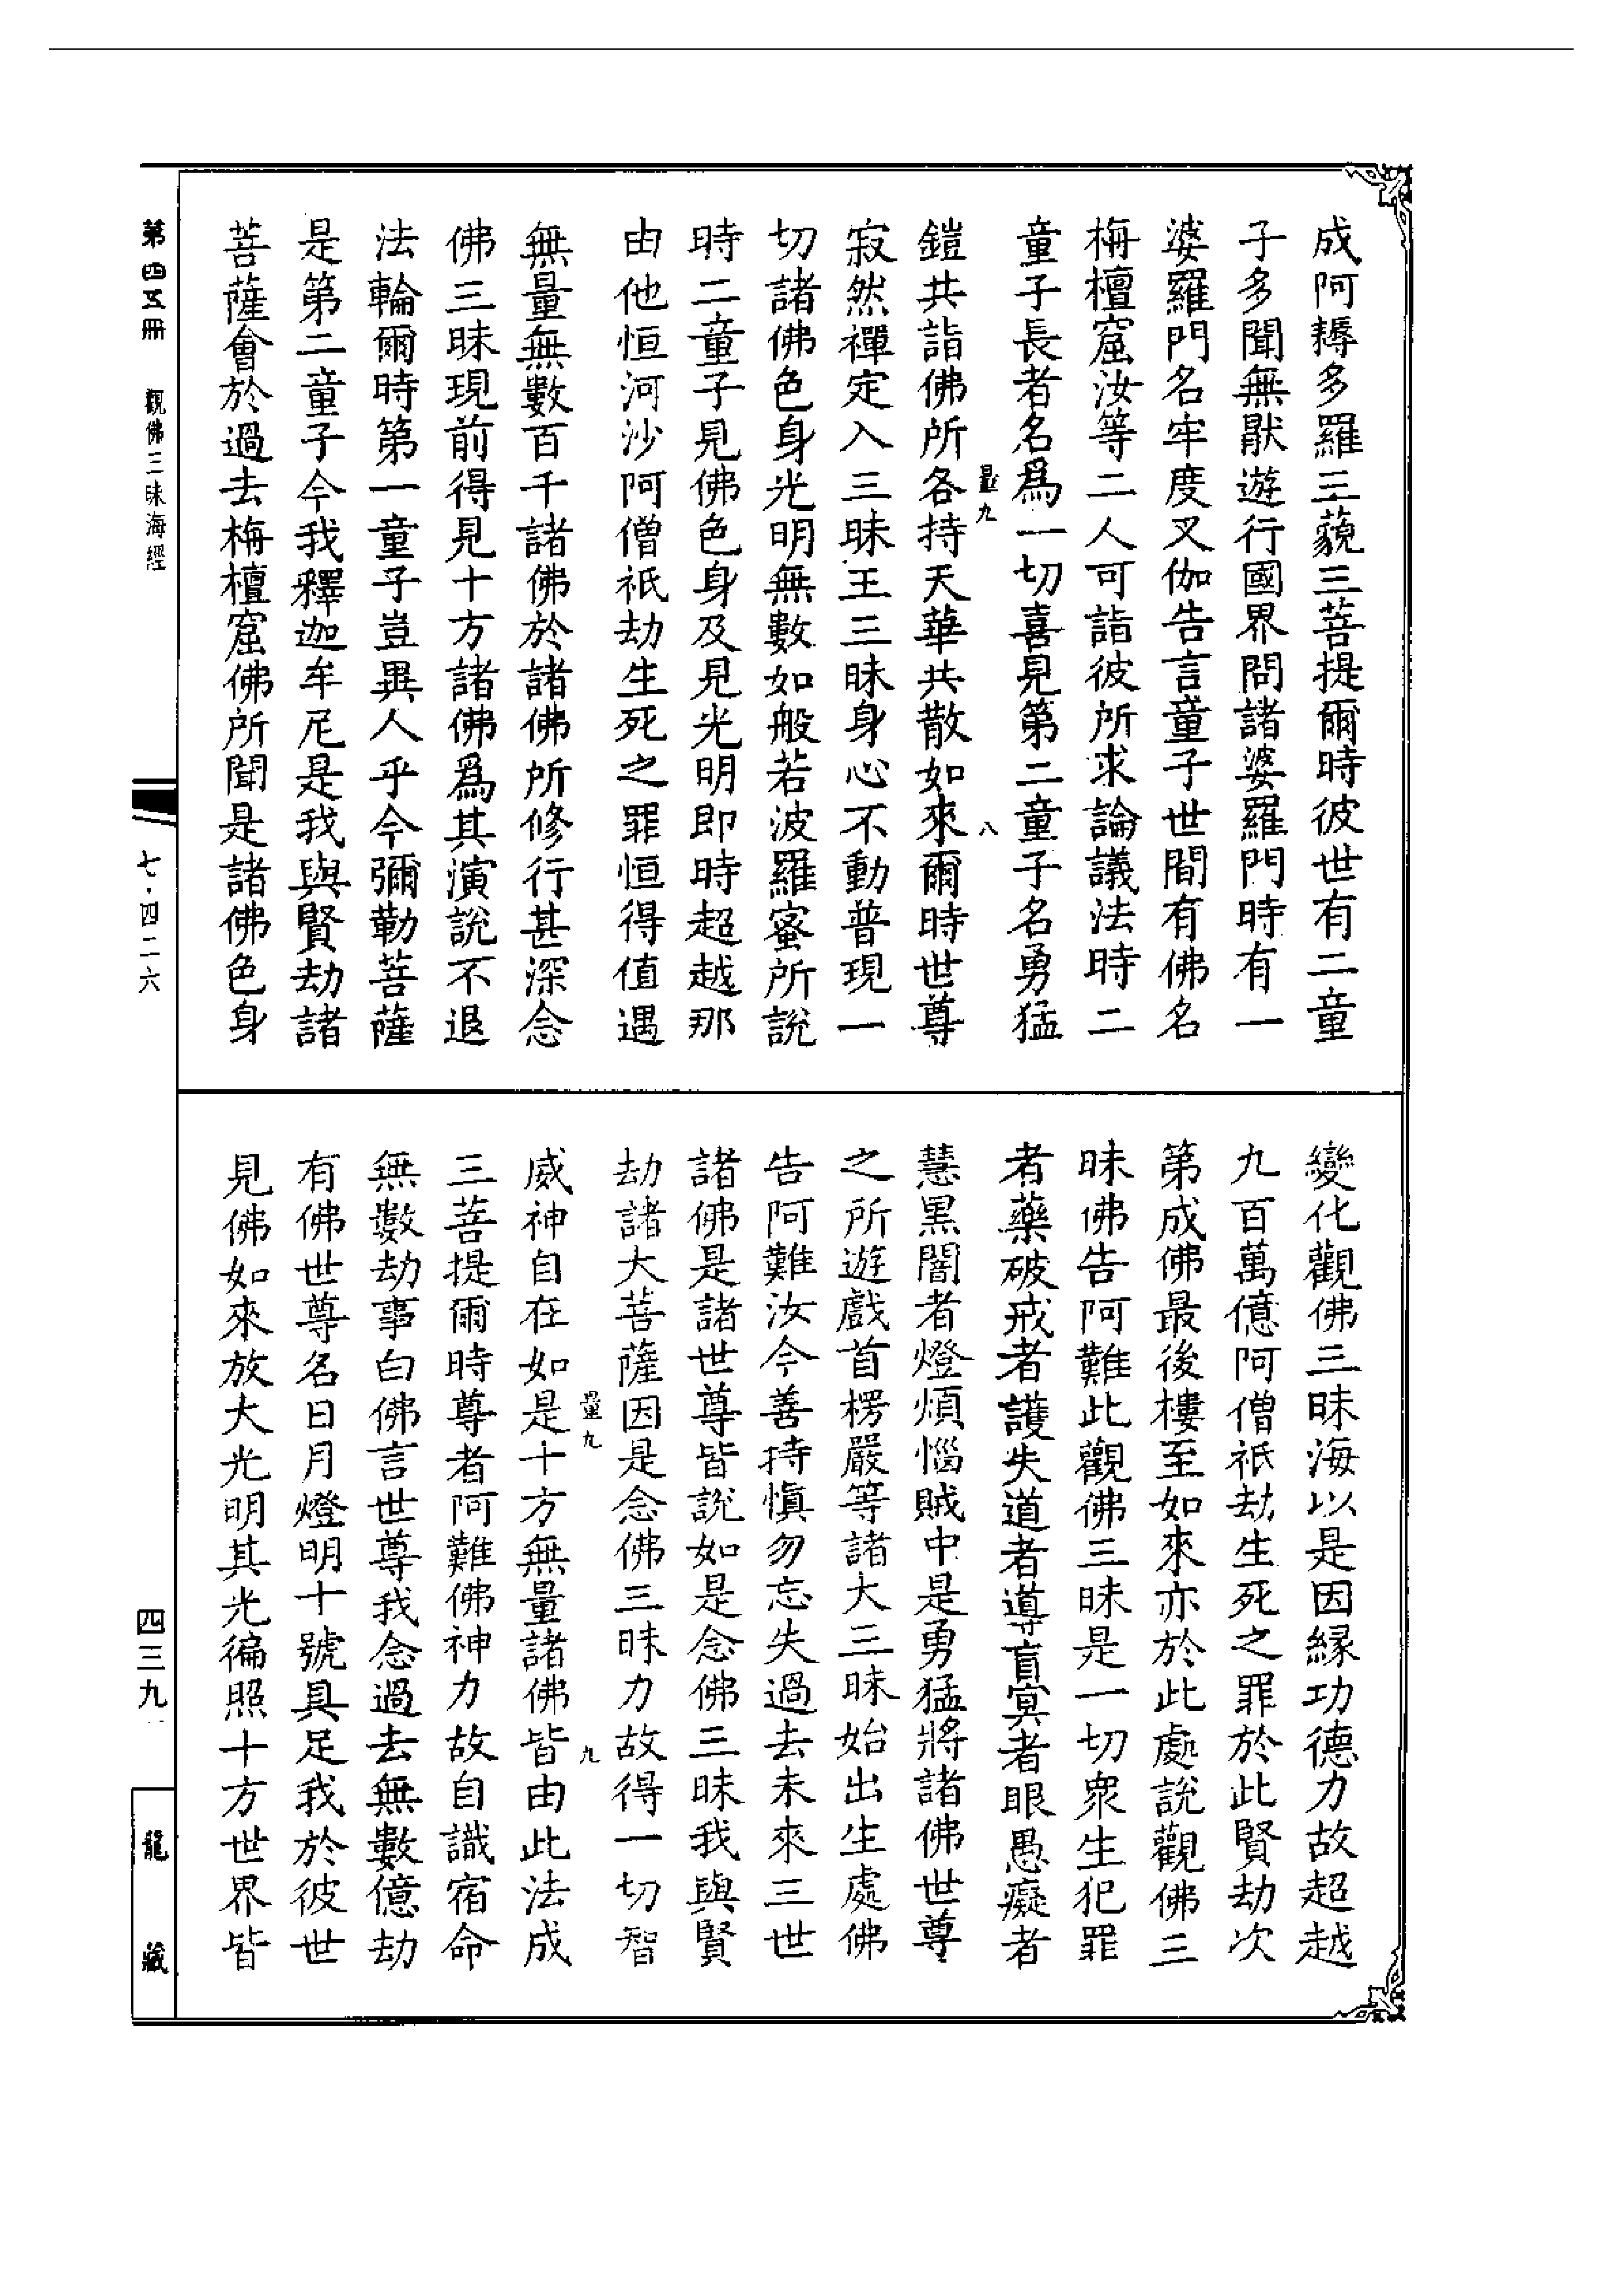 成阿耨多羅三藐三菩提爾時彼世有二童
子多聞無猒遊行國界問諸婆羅門時有一
婆羅門名牢度叉伽告言童子世間有佛名
栴檀窟汝等二人可詣彼所求論議法時二
童子長者名爲一切喜見第二童子名勇猛
量九
八
鎧共詣佛所各持天華共散如來爾時世尊
寂然禪定入三昧王三昧身心不動普現一
切諸佛色身光明無數如般若波羅蜜所說
時二童子見佛色身及見光明即時超越那
由他恒河沙阿僧祇劫生死之罪恒得值遇
無量無數百千諸佛於諸佛所修行甚深念
佛三昧現前得見十方諸佛爲其演說不退
法輪爾時第一童子豈異人乎今彌勒菩薩
是第二童子今我釋迦牟尼是我與賢劫諸
菩薩會於過去栴檀窟佛所聞是諸佛色身
變化觀佛三昧海以是因緣功德力故超越
九百萬億阿僧祇劫生死之罪於此賢劫次
第成佛最後樓至如來亦於此處說觀佛三
昧佛告阿難此觀佛三昧是一切眾生犯罪
者藥破戒者護失道者導盲冥者眼愚癡者
慧黑闇者燈煩惱賊中是勇猛將諸佛世尊
之所遊戲首楞嚴等諸大三昧始出生處佛
告阿難汝今善持慎勿忘失過去未來三世
諸佛是諸世尊皆說如是念佛三昧我與賢
劫諸大菩薩因是念佛三昧力故得一切智
量九
九
威神自在如是十方無量諸佛皆由此法成
三菩提爾時尊者阿難佛神力故自識宿命
無數劫事白佛言世尊我念過去無數億劫
有佛世尊名日月燈明十號具足我於彼世
見佛如來放大光明其光徧照十方世界皆
第四五冊
觀佛三昧海經
七·四二六
四三九
龍藏